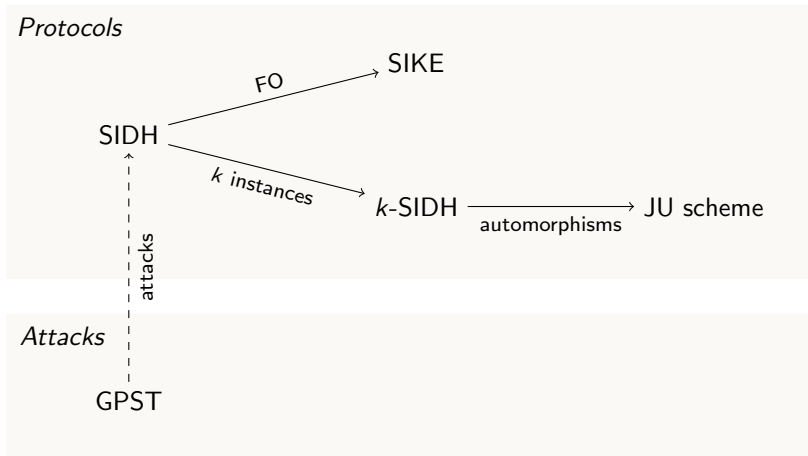 Protocols
SIKE
FO
SIDH
k instances
k-SIDH
automorphisms
JU scheme
attacks
Attacks
GPST